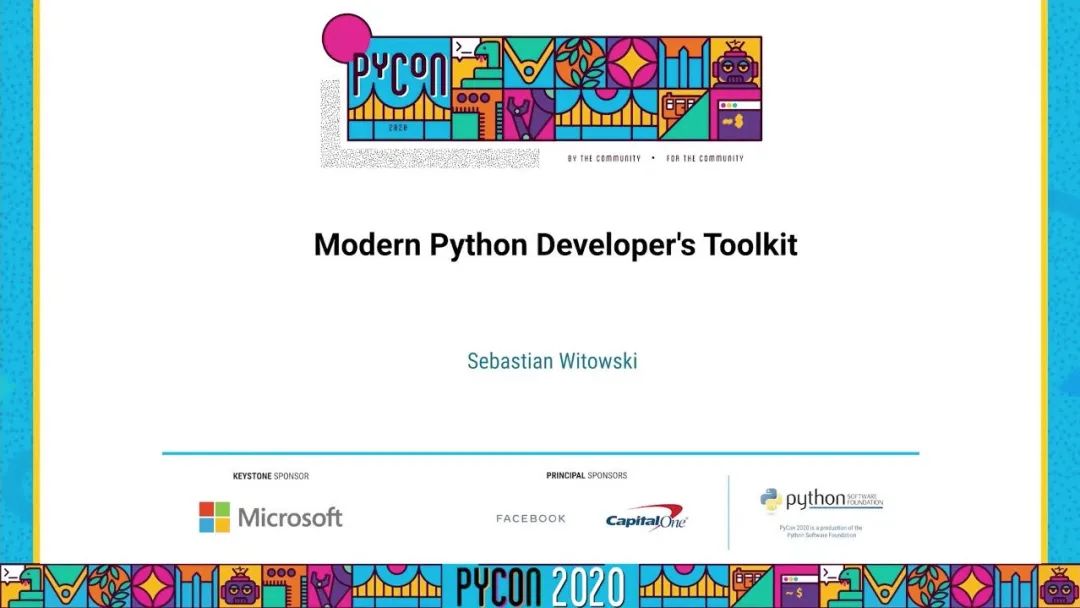 PYCON
2020
~$
BY THE COMMUNITY • FOR THE COMMUNITY
Modern Python Developer's Toolkit
Sebastian Witowski
KEYSTONE SPONSOR
Microsoft
PRINCIPAL SPONSORS
FACEBOOK
Capital One
python SOFTWARE
FOUNDATION
PyCon 2020 is a production of the
Python Software Foundation
PYCON 2020
~$